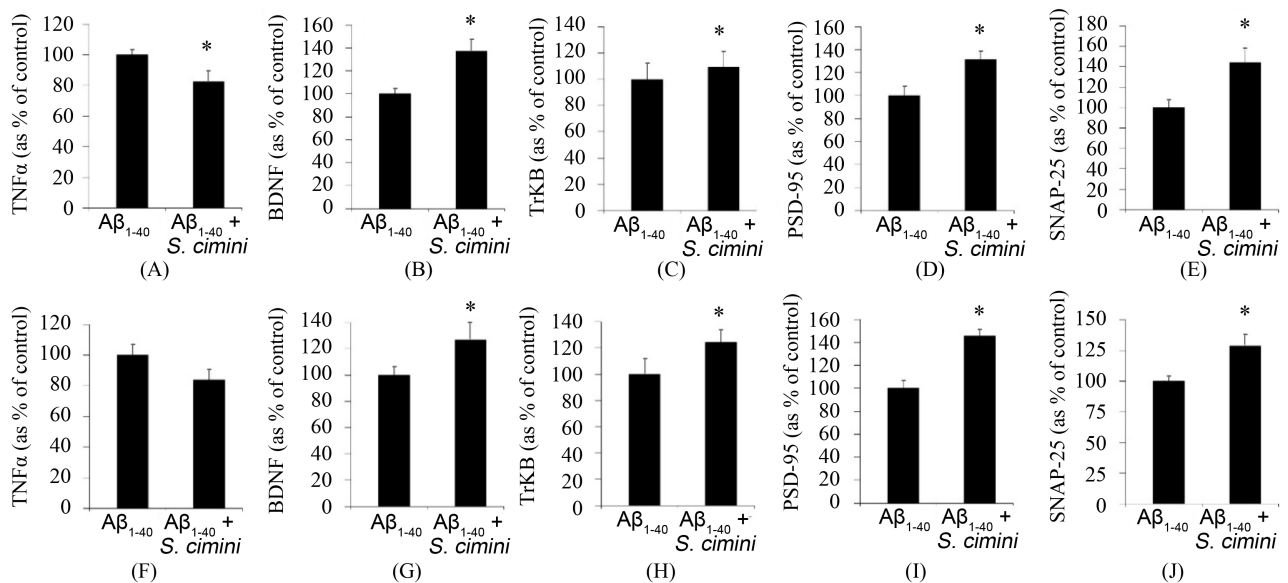 TNFα (as % of control)
120
100
80
60
40
20
0
*
Aβ1-40
Aβ1-40 +
S. cimini
(A)
BDNF (as % of control)
160
140
120
100
80
60
40
20
0
*
Aβ1-40
Aβ1-40 +
S. cimini
(B)
TrKB (as % of control)
140
120
100
80
60
40
20
0
*
Aβ1-40
Aβ1-40 +
S. cimini
(C)
PSD-95 (as % of control)
160
140
120
100
80
60
40
20
0
*
Aβ1-40
Aβ1-40 +
S. cimini
(D)
SNAP-25 (as % of control)
180
160
140
120
100
80
60
40
20
0
*
Aβ1-40
Aβ1-40 +
S. cimini
(E)
TNFα (as % of control)
120
100
80
60
40
20
0
Aβ1-40
Aβ1-40 +
S. cimini
(F)
BDNF (as % of control)
140
120
100
80
60
40
20
0
*
Aβ1-40
Aβ1-40 +
S. cimini
(G)
TrKB (as % of control)
140
120
100
80
60
40
20
0
*
Aβ1-40
Aβ1-40 +
S. cimini
(H)
PSD-95 (as % of control)
160
140
120
100
80
60
40
20
0
*
Aβ1-40
Aβ1-40 +
S. cimini
(I)
SNAP-25 (as % of control)
150
125
100
75
50
25
0
*
Aβ1-40
Aβ1-40 +
S. cimini
(J)